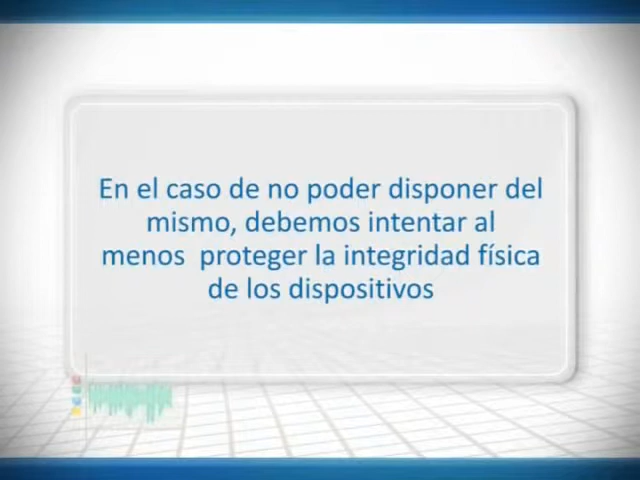 En el caso de no poder disponer del
mismo, debemos intentar al
menos  proteger la integridad física
de los dispositivos